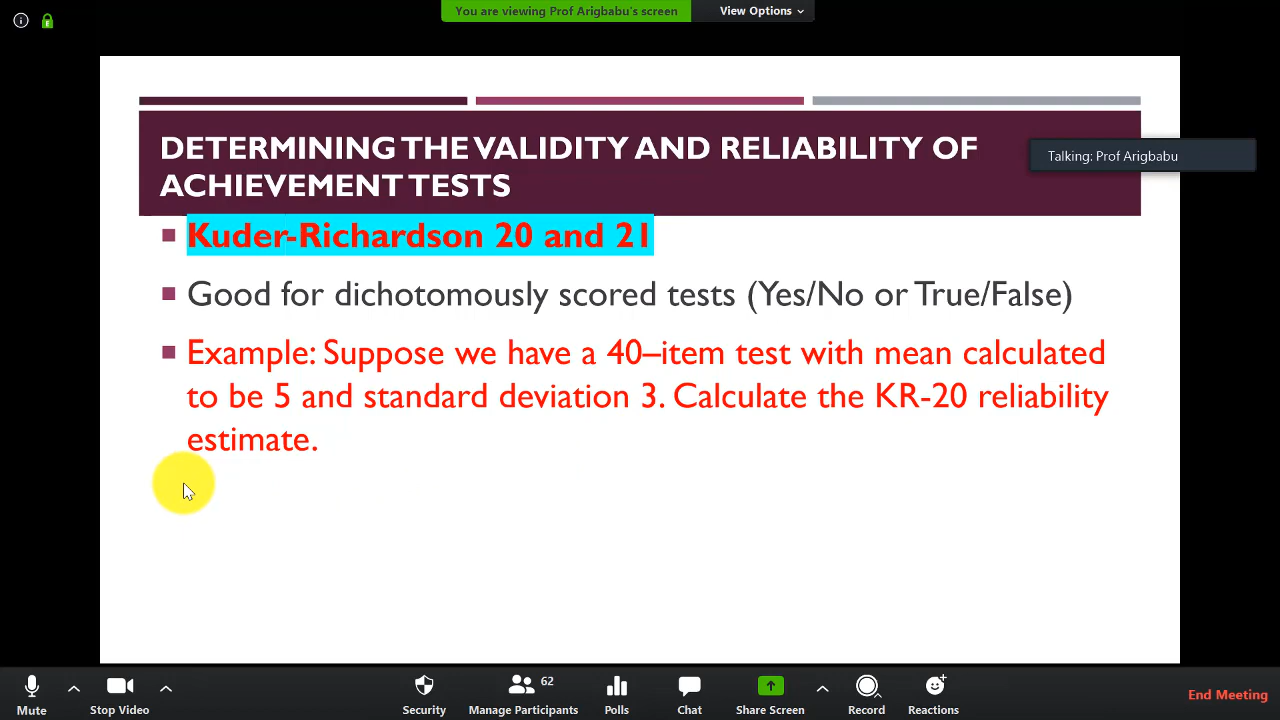 You are viewing Prof Arigbabu's screen
View Options
DETERMINING THE VALIDITY AND RELIABILITY OF
ACHIEVEMENT TESTS
Talking: Prof Arigbabu
Kuder-Richardson 20 and 21
Good for dichotomously scored tests (Yes/No or True/False)
Example: Suppose we have a 40–item test with mean calculated
to be 5 and standard deviation 3. Calculate the KR-20 reliability
estimate.
Mute
Stop Video
Security
Manage Participants
62
Polls
Chat
Share Screen
Record
Reactions
End Meeting